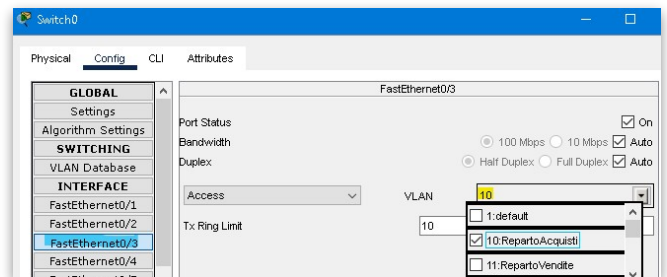 Switch0
Physical Config CLI Attributes
GLOBAL
Settings
Algorithm Settings
SWITCHING
VLAN Database
INTERFACE
FastEthernet0/1
FastEthernet0/2
FastEthernet0/3
FastEthernet0/4
FastEthernet0/3
Port Status On
Bandwidth 100 Mbps 10 Mbps Auto
Duplex Half Duplex Full Duplex Auto
Access VLAN 10
Tx Ring Limit 10
1:default
10:RepartoAcquisti
11:RepartoVendite